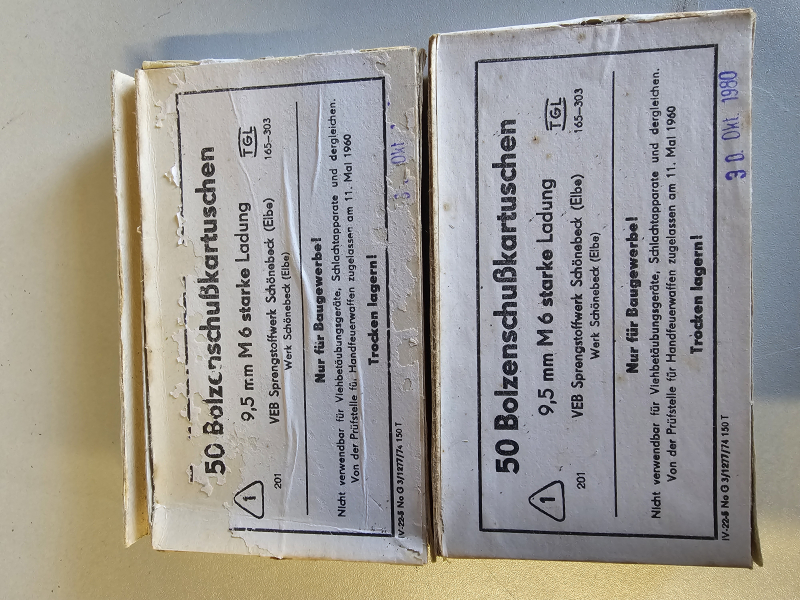 50 Bolzenschußkartuschen
9,5 mm M 6 starke Ladung
TGL
165-303
1
201
VEB Sprengstoffwerk Schönebeck (Elbe)
Werk Schönebeck (Elbe)
Nur für Baugewerbe!
Nicht verwendbar für Viehbetäubungsgeräte, Schlachtapparate und dergleichen.
Von der Prüfstelle für Handfeuerwaffen zugelassen am 11. Mai 1960
Trocken lagern!
IV-22-5 No G 3/1277/74 150 T
Okt
50 Bolzenschußkartuschen
9,5 mm M 6 starke Ladung
TGL
165-303
1
201
VEB Sprengstoffwerk Schönebeck (Elbe)
Werk Schönebeck (Elbe)
Nur für Baugewerbe!
Nicht verwendbar für Viehbetäubungsgeräte, Schlachtapparate und dergleichen.
Von der Prüfstelle für Handfeuerwaffen zugelassen am 11. Mai 1960
Trocken lagern!
IV-22-5 No G 3/1277/74 150 T
30. Okt. 1980